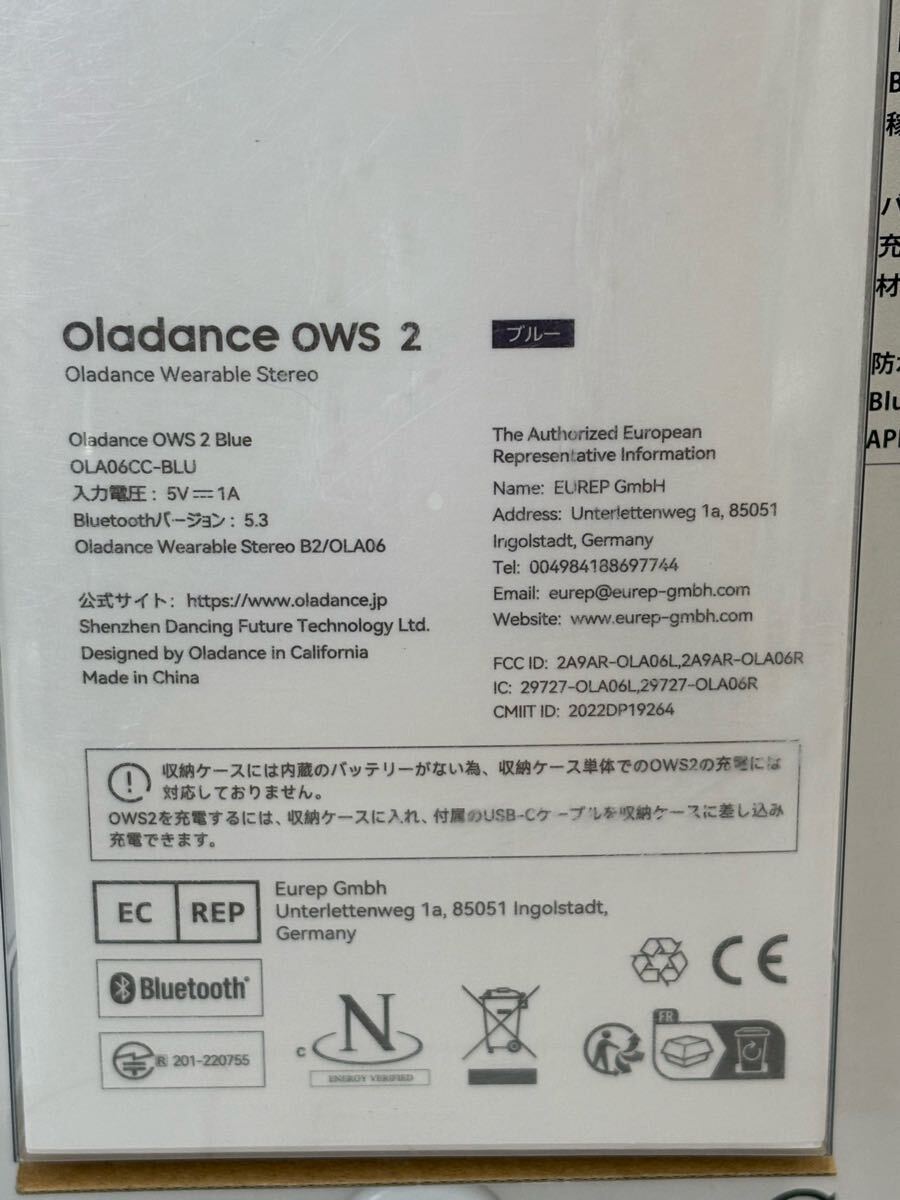 Oladance OWS 2
ブルー
Oladance Wearable Stereo
Oladance OWS 2 Blue
OLA06CC-BLU
入力電圧：5V⎓1A
Bluetoothバージョン：5.3
Oladance Wearable Stereo B2/OLA06
公式サイト：https://www.oladance.jp
Shenzhen Dancing Future Technology Ltd.
Designed by Oladance in California
Made in China
The Authorized European
Representative Information
Name: EUREP GmbH
Address: Unterlettenweg 1a, 85051
Ingolstadt, Germany
Tel: 004984188697744
Email: eurep@eurep-gmbh.com
Website: www.eurep-gmbh.com
FCC ID: 2A9AR-OLA06L,2A9AR-OLA06R
IC: 29727-OLA06L,29727-OLA06R
CMIIT ID: 2022DP19264
収納ケースには内蔵のバッテリーがない為、収納ケース単体でのOWS2の充電には
対応しておりません。
OWS2を充電するには、収納ケースに入れ、付属のUSB-Cケーブルを収納ケースに差し込み
充電できます。
EC REP
Eurep Gmbh
Unterlettenweg 1a, 85051 Ingolstadt,
Germany
Bluetooth®
R 201-220755
c N
ENERGY VERIFIED
CE
FR
充
材
Blu